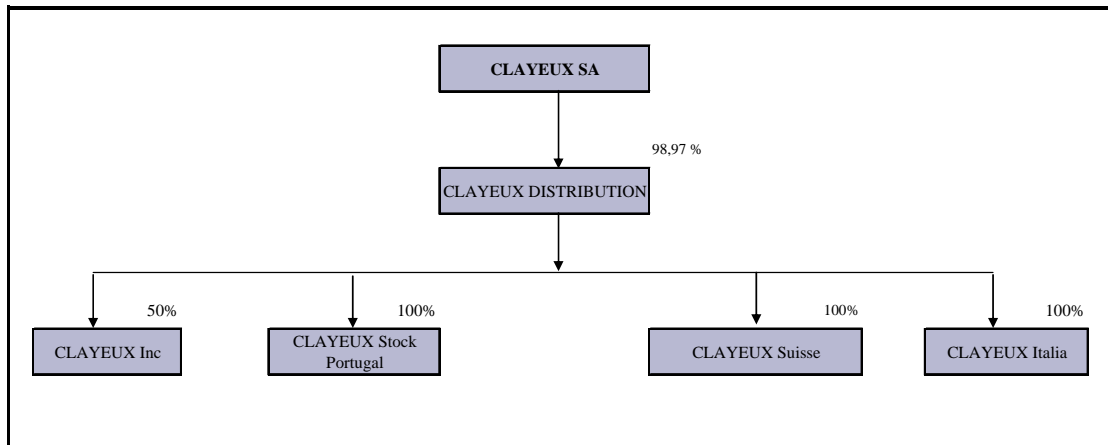 CLAYEUX SA
98,97 %
CLAYEUX DISTRIBUTION
50%
100%
100%
100%
CLAYEUX Inc
CLAYEUX Stock
Portugal
CLAYEUX Suisse
CLAYEUX Italia